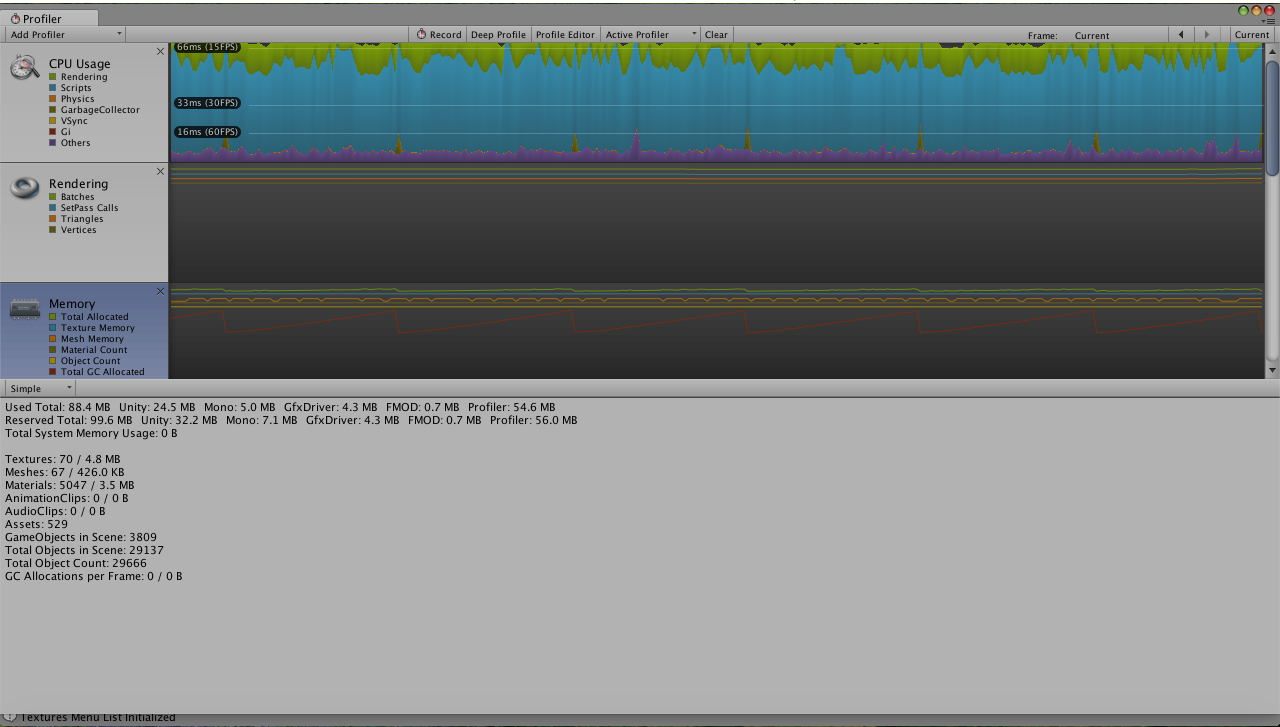 Profiler
Add Profiler Record Deep Profile Profile Editor Active Profiler Clear Frame: Current Current
CPU Usage
Rendering
Scripts
Physics
GarbageCollector
VSync
Gi
Others
66ms (15FPS)
33ms (30FPS)
16ms (60FPS)
Rendering
Batches
SetPass Calls
Triangles
Vertices
Memory
Total Allocated
Texture Memory
Mesh Memory
Material Count
Object Count
Total GC Allocated
Simple
Used Total: 88.4 MB Unity: 24.5 MB Mono: 5.0 MB GfxDriver: 4.3 MB FMOD: 0.7 MB Profiler: 54.6 MB
Reserved Total: 99.6 MB Unity: 32.2 MB Mono: 7.1 MB GfxDriver: 4.3 MB FMOD: 0.7 MB Profiler: 56.0 MB
Total System Memory Usage: 0 B
Textures: 70 / 4.8 MB
Meshes: 67 / 426.0 KB
Materials: 5047 / 3.5 MB
AnimationClips: 0 / 0 B
AudioClips: 0 / 0 B
Assets: 529
GameObjects in Scene: 3809
Total Objects in Scene: 29137
Total Object Count: 29666
GC Allocations per Frame: 0 / 0 B
Textures Menu List Initialized